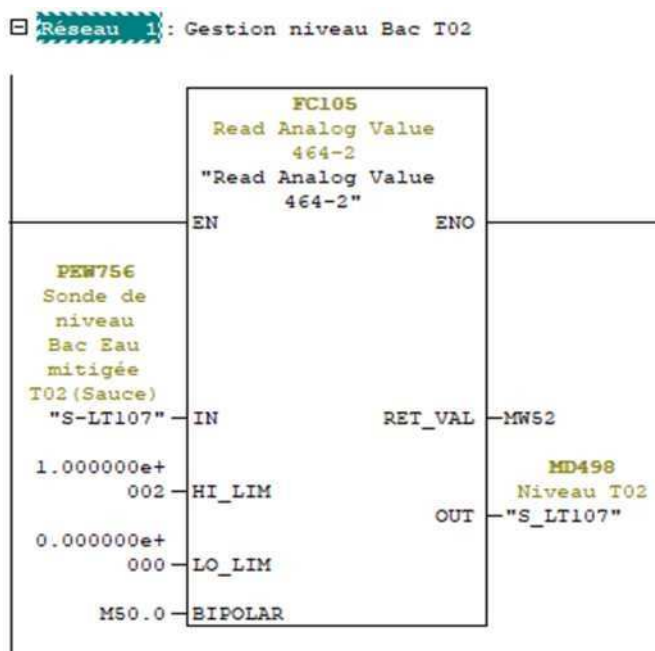 Réseau 1 : Gestion niveau Bac T02
FC105
Read Analog Value
464-2
"Read Analog Value
464-2"
EN
ENO
PEW756
Sonde de
niveau
Bac Eau
mitigée
T02(Sauce)
"S-LT107"
IN
RET_VAL
MW52
1.000000e+
002
HI_LIM
MD498
Niveau T02
OUT
"S_LT107"
0.000000e+
000
LO_LIM
M50.0
BIPOLAR